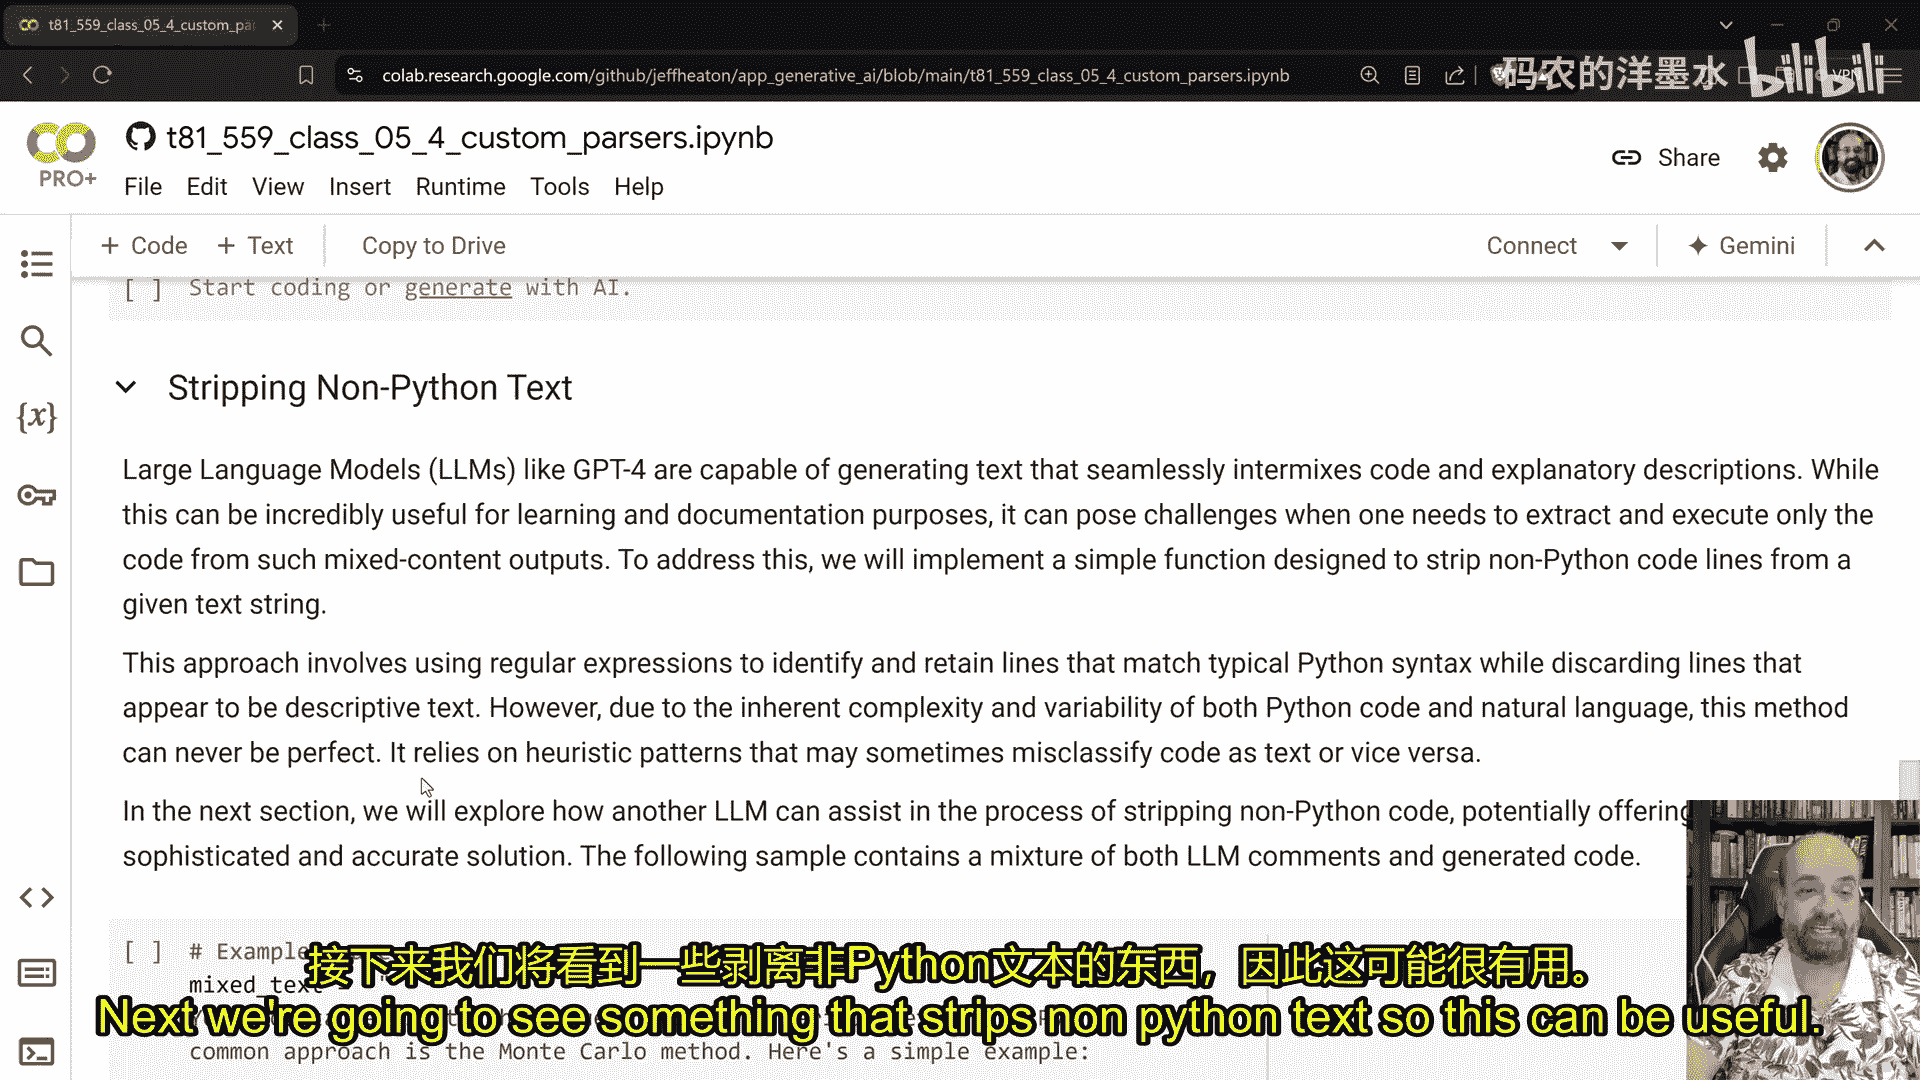 t81_559_class_05_4_custom_pa
colab.research.google.com/github/jeffheaton/app_generative_ai/blob/main/t81_559_class_05_4_custom_parsers.ipynb
码农的洋墨水
bilibili
VPN
PRO+
t81_559_class_05_4_custom_parsers.ipynb
Share
File Edit View Insert Runtime Tools Help
+ Code + Text Copy to Drive
Connect
Gemini
[ ] Start coding or generate with AI.
Stripping Non-Python Text
Large Language Models (LLMs) like GPT-4 are capable of generating text that seamlessly intermixes code and explanatory descriptions. While
this can be incredibly useful for learning and documentation purposes, it can pose challenges when one needs to extract and execute only the
code from such mixed-content outputs. To address this, we will implement a simple function designed to strip non-Python code lines from a
given text string.
This approach involves using regular expressions to identify and retain lines that match typical Python syntax while discarding lines that
appear to be descriptive text. However, due to the inherent complexity and variability of both Python code and natural language, this method
can never be perfect. It relies on heuristic patterns that may sometimes misclassify code as text or vice versa.
In the next section, we will explore how another LLM can assist in the process of stripping non-Python code, potentially offering
sophisticated and accurate solution. The following sample contains a mixture of both LLM comments and generated code.
[ ] # Example
mixed_text
接下来我们将看到一些剥离非Python文本的东西，因此这可能很有用。
Next we're going to see something that strips non python text so this can be useful.
common approach is the Monte Carlo method. Here's a simple example: